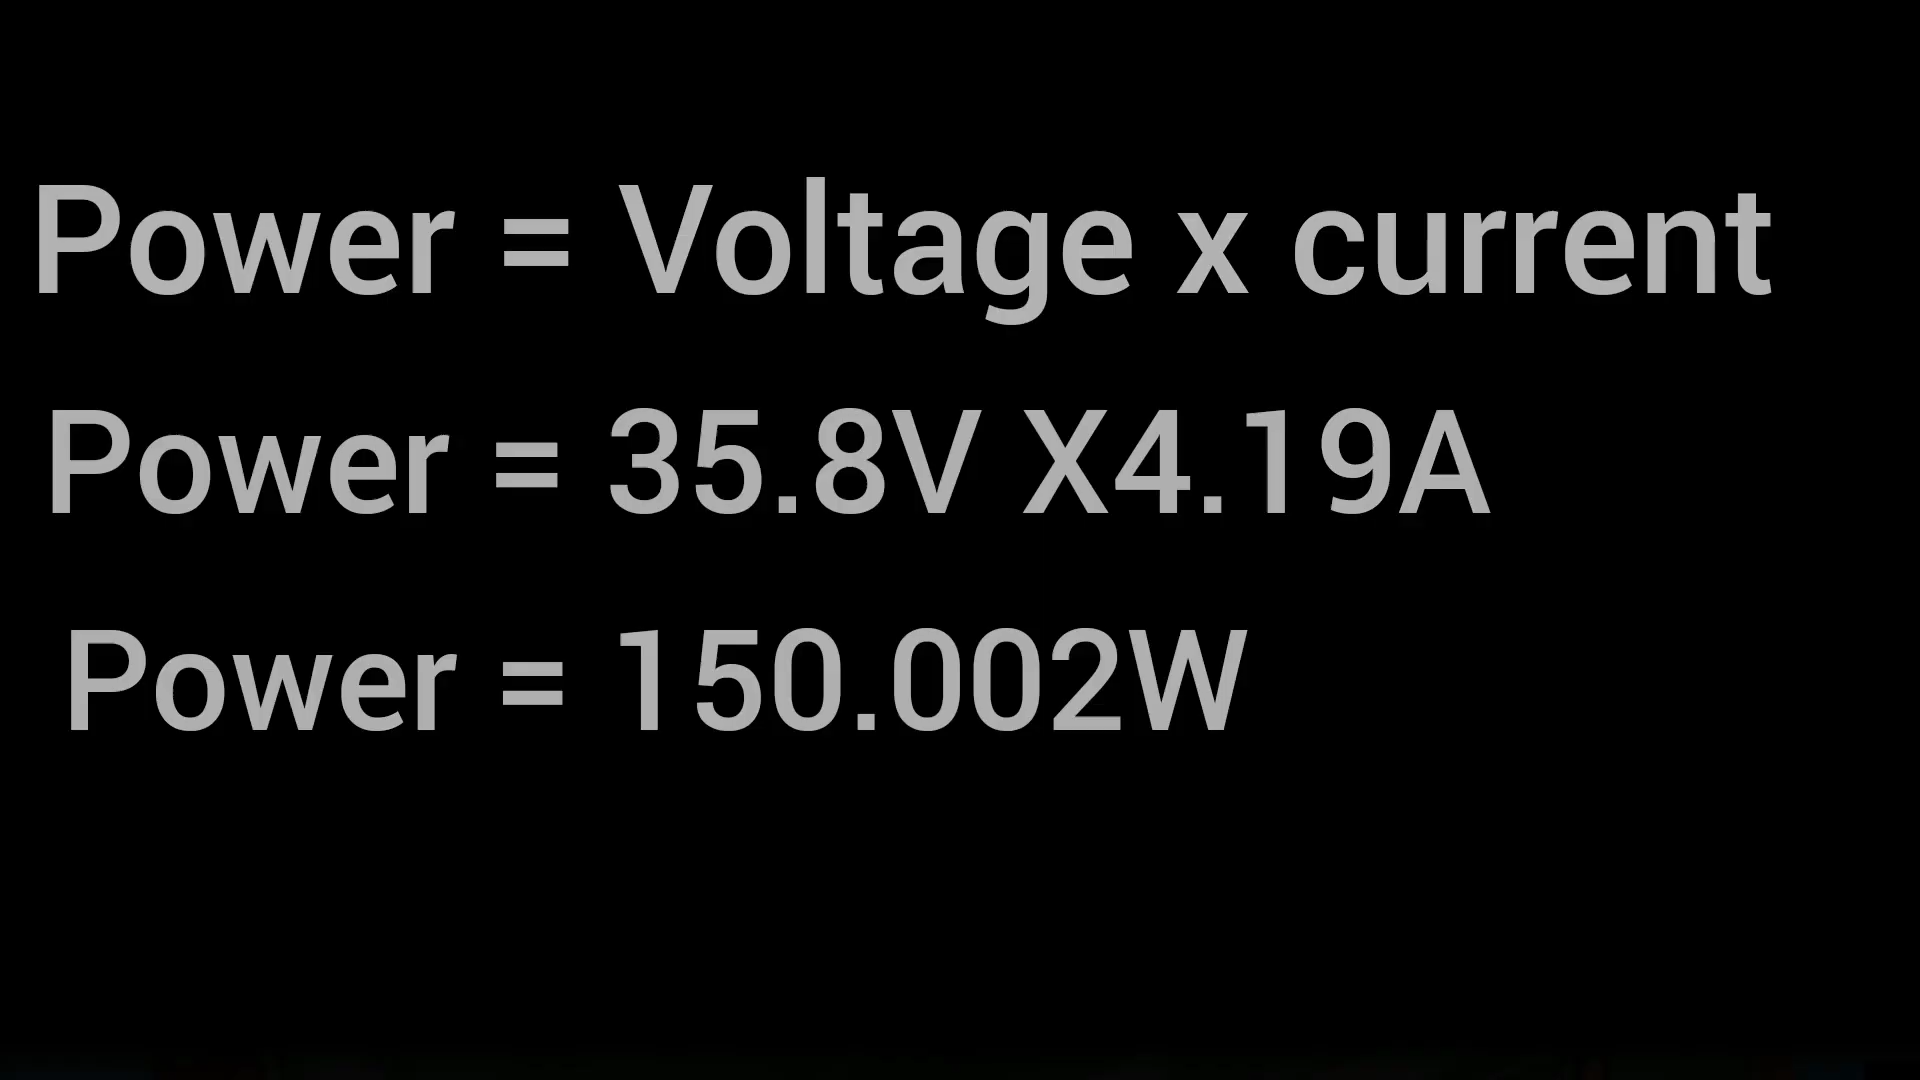 Power = Voltage x current
Power = 35.8V X4.19A
Power = 150.002W